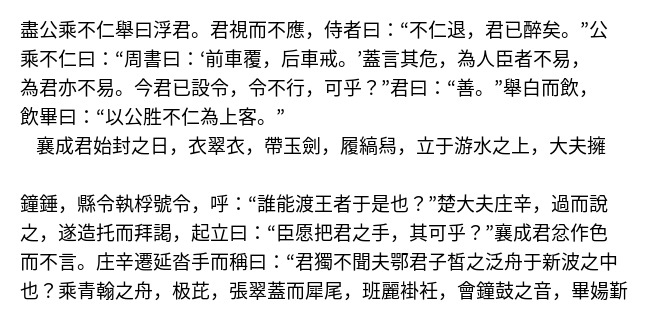 盡公乘不仁舉曰浮君。君視而不應，侍者曰：“不仁退，君已醉矣。”公
乘不仁曰：“周書曰：‘前車覆，后車戒。’蓋言其危，為人臣者不易，
為君亦不易。今君已設令，令不行，可乎？”君曰：“善。”舉白而飲，
飲畢曰：“以公胜不仁為上客。”
襄成君始封之日，衣翠衣，帶玉劍，履縞舄，立于游水之上，大夫擁
鐘錘，縣令執桴號令，呼：“誰能渡王者于是也？”楚大夫庄辛，過而說
之，遂造托而拜謁，起立曰：“臣愿把君之手，其可乎？”襄成君忿作色
而不言。庄辛遷延沓手而稱曰：“君獨不聞夫鄂君子皙之泛舟于新波之中
也？乘青翰之舟，极䒬，張翠蓋而犀尾，班麗褂衽，會鐘鼓之音，畢媷斳